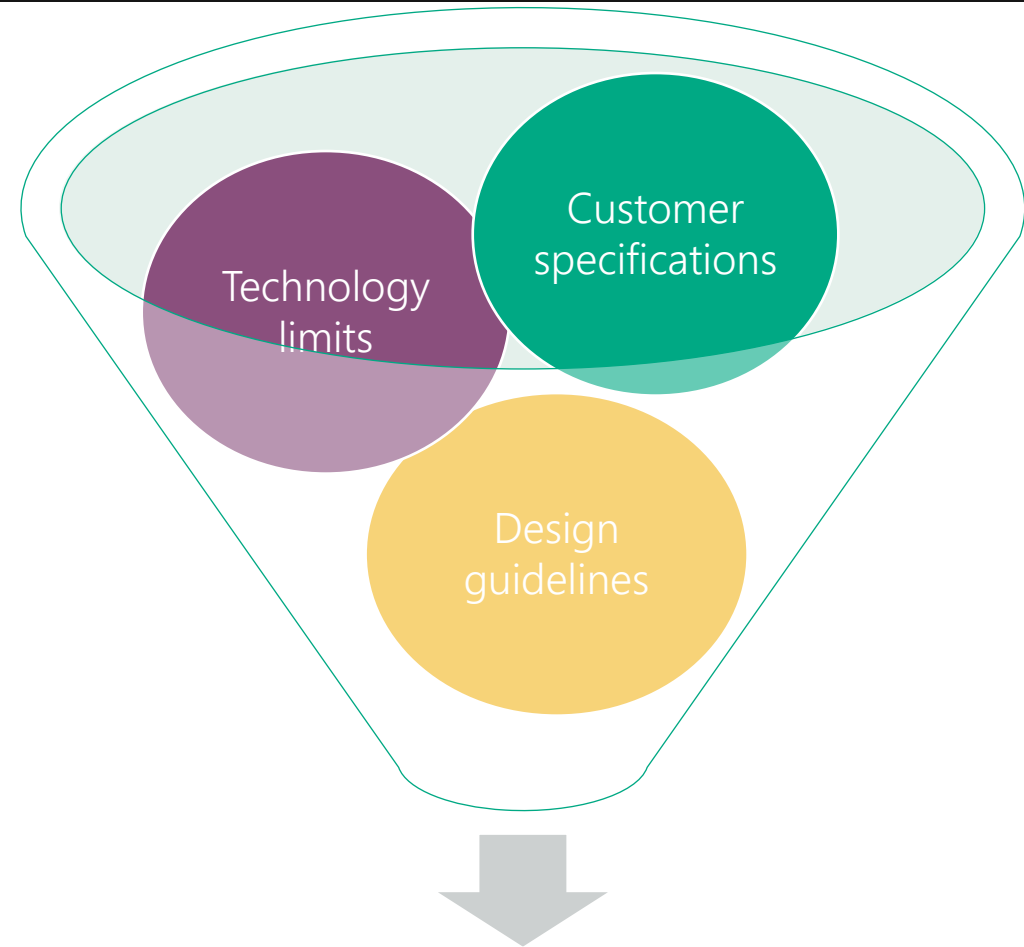 Customer
specifications
Technology
limits
Design
guidelines